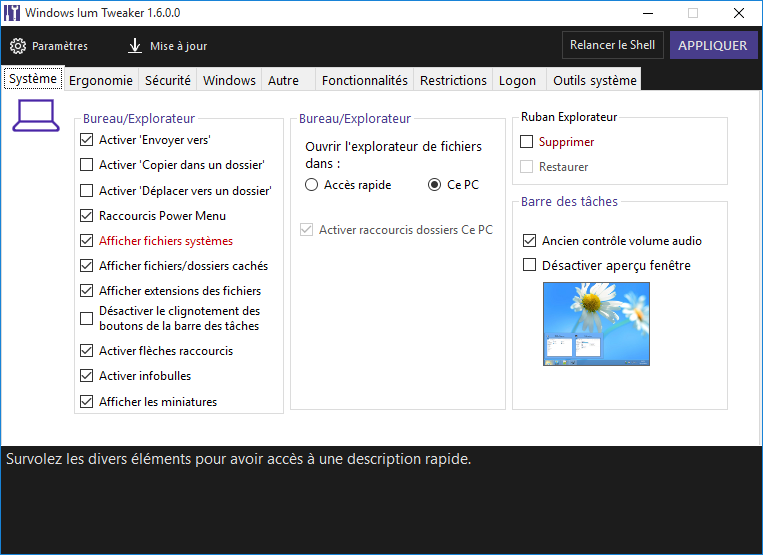 Windows Ium Tweaker 1.6.0.0
Paramètres
Mise à jour
Relancer le Shell
APPLIQUER
Système
Ergonomie
Sécurité
Windows
Autre
Fonctionnalités
Restrictions
Logon
Outils système
Bureau/Explorateur
Activer 'Envoyer vers'
Activer 'Copier dans un dossier'
Activer 'Déplacer vers un dossier'
Raccourcis Power Menu
Afficher fichiers systèmes
Afficher fichiers/dossiers cachés
Afficher extensions des fichiers
Désactiver le clignotement des
boutons de la barre des tâches
Activer flèches raccourcis
Activer infobulles
Afficher les miniatures
Bureau/Explorateur
Ouvrir l'explorateur de fichiers
dans :
Accès rapide
Ce PC
Activer raccourcis dossiers Ce PC
Ruban Explorateur
Supprimer
Restaurer
Barre des tâches
Ancien contrôle volume audio
Désactiver aperçu fenêtre
Survolez les divers éléments pour avoir accès à une description rapide.